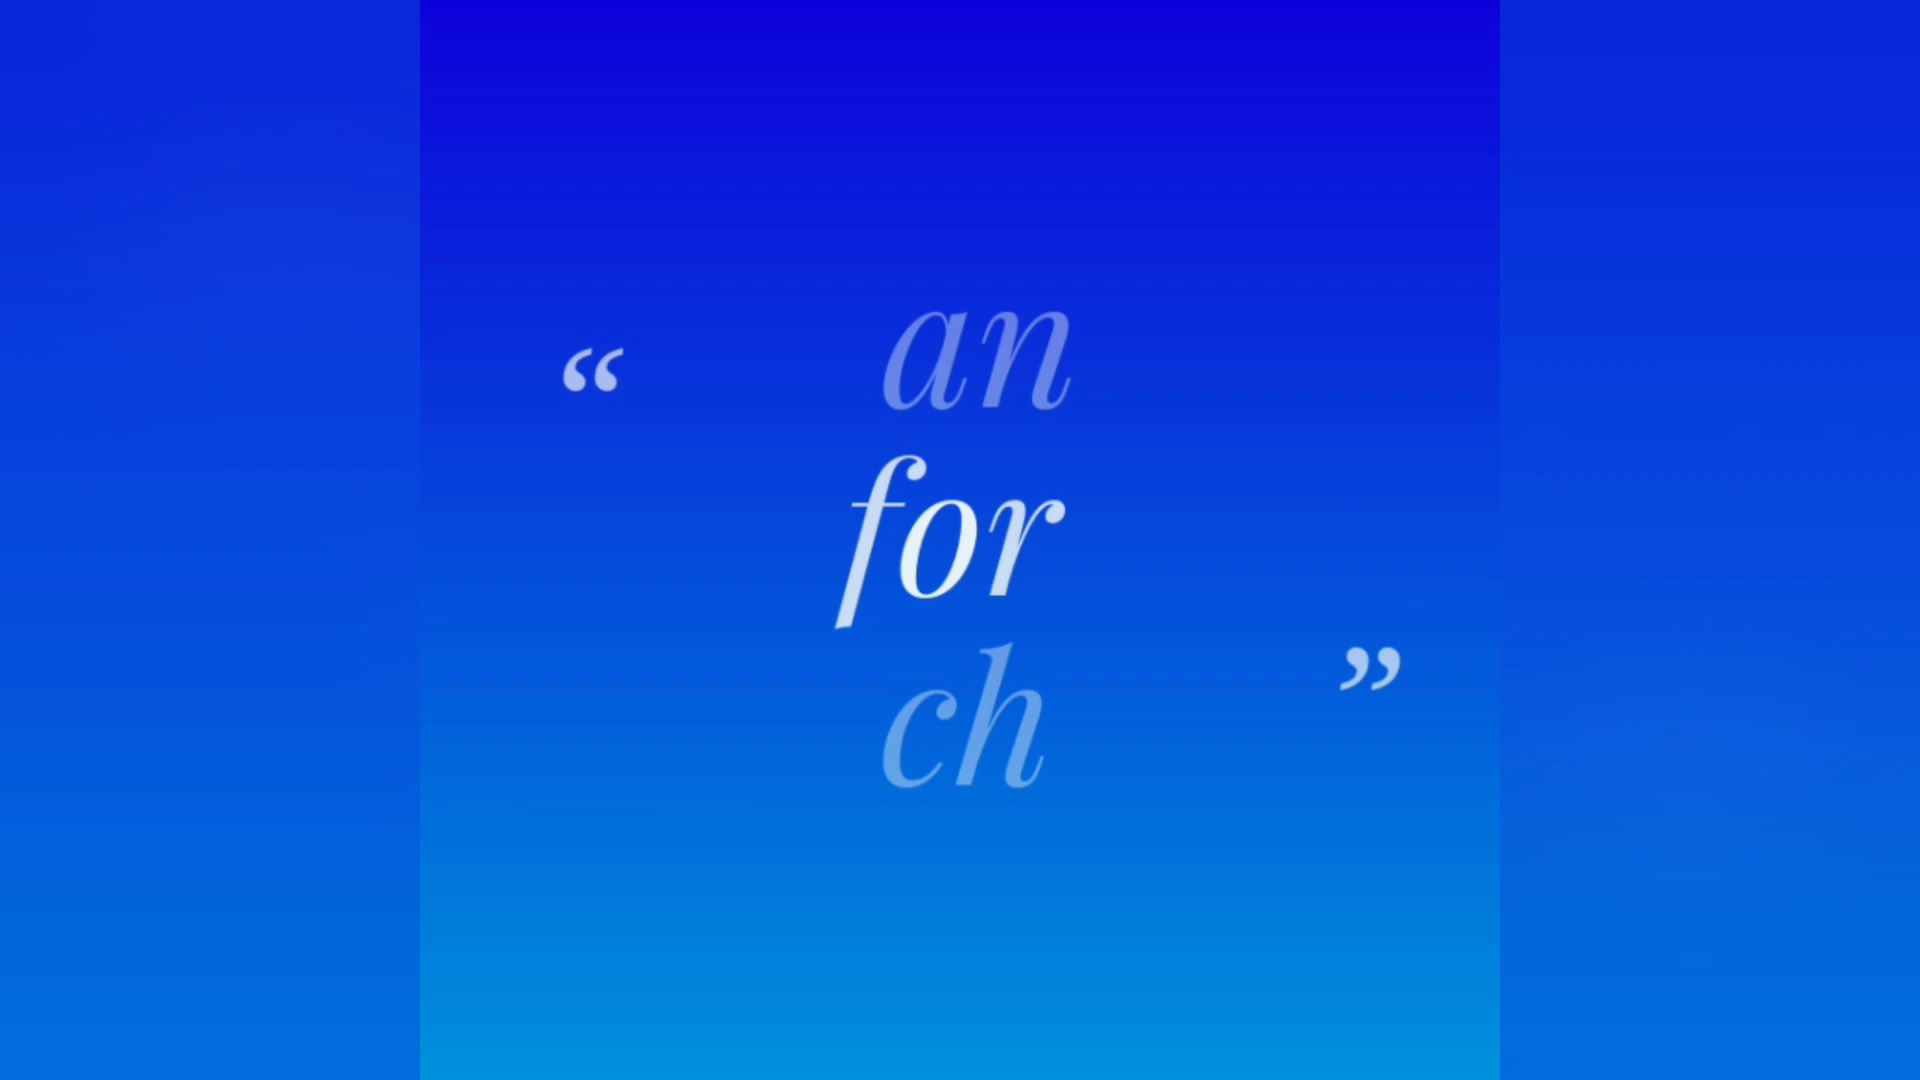 “ an
for
ch ”